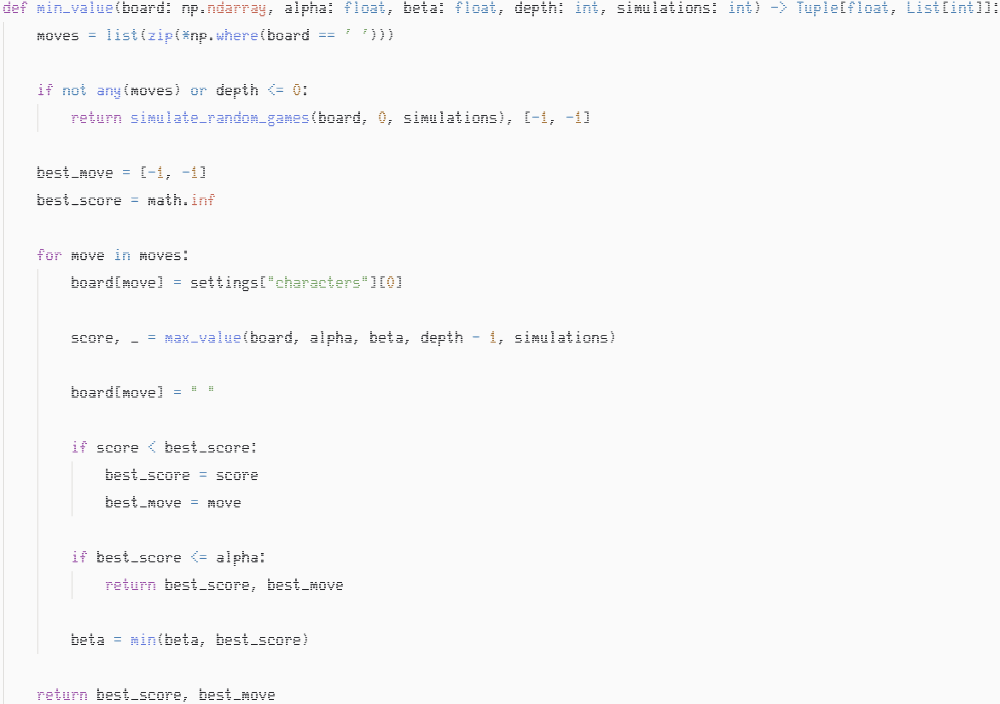 def min_value(board: np.ndarray, alpha: float, beta: float, depth: int, simulations: int) -> Tuple[float, List[int]]:
    moves = list(zip(*np.where(board == ' ')))
    if not any(moves) or depth <= 0:
        return simulate_random_games(board, 0, simulations), [-1, -1]
    best_move = [-1, -1]
    best_score = math.inf
    for move in moves:
        board[move] = settings["characters"][0]
        score, _ = max_value(board, alpha, beta, depth - 1, simulations)
        board[move] = " "
        if score < best_score:
            best_score = score
            best_move = move
        if best_score <= alpha:
            return best_score, best_move
        beta = min(beta, best_score)
    return best_score, best_move